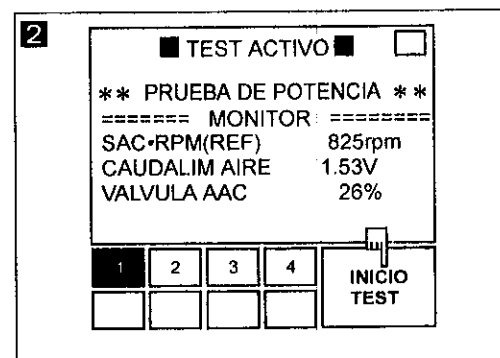 2
■ TEST ACTIVO ■
** PRUEBA DE POTENCIA **
======= MONITOR ========
SAC•RPM(REF) 825rpm
CAUDALIM AIRE 1.53V
VALVULA AAC 26%
1 2 3 4 INICIO
TEST